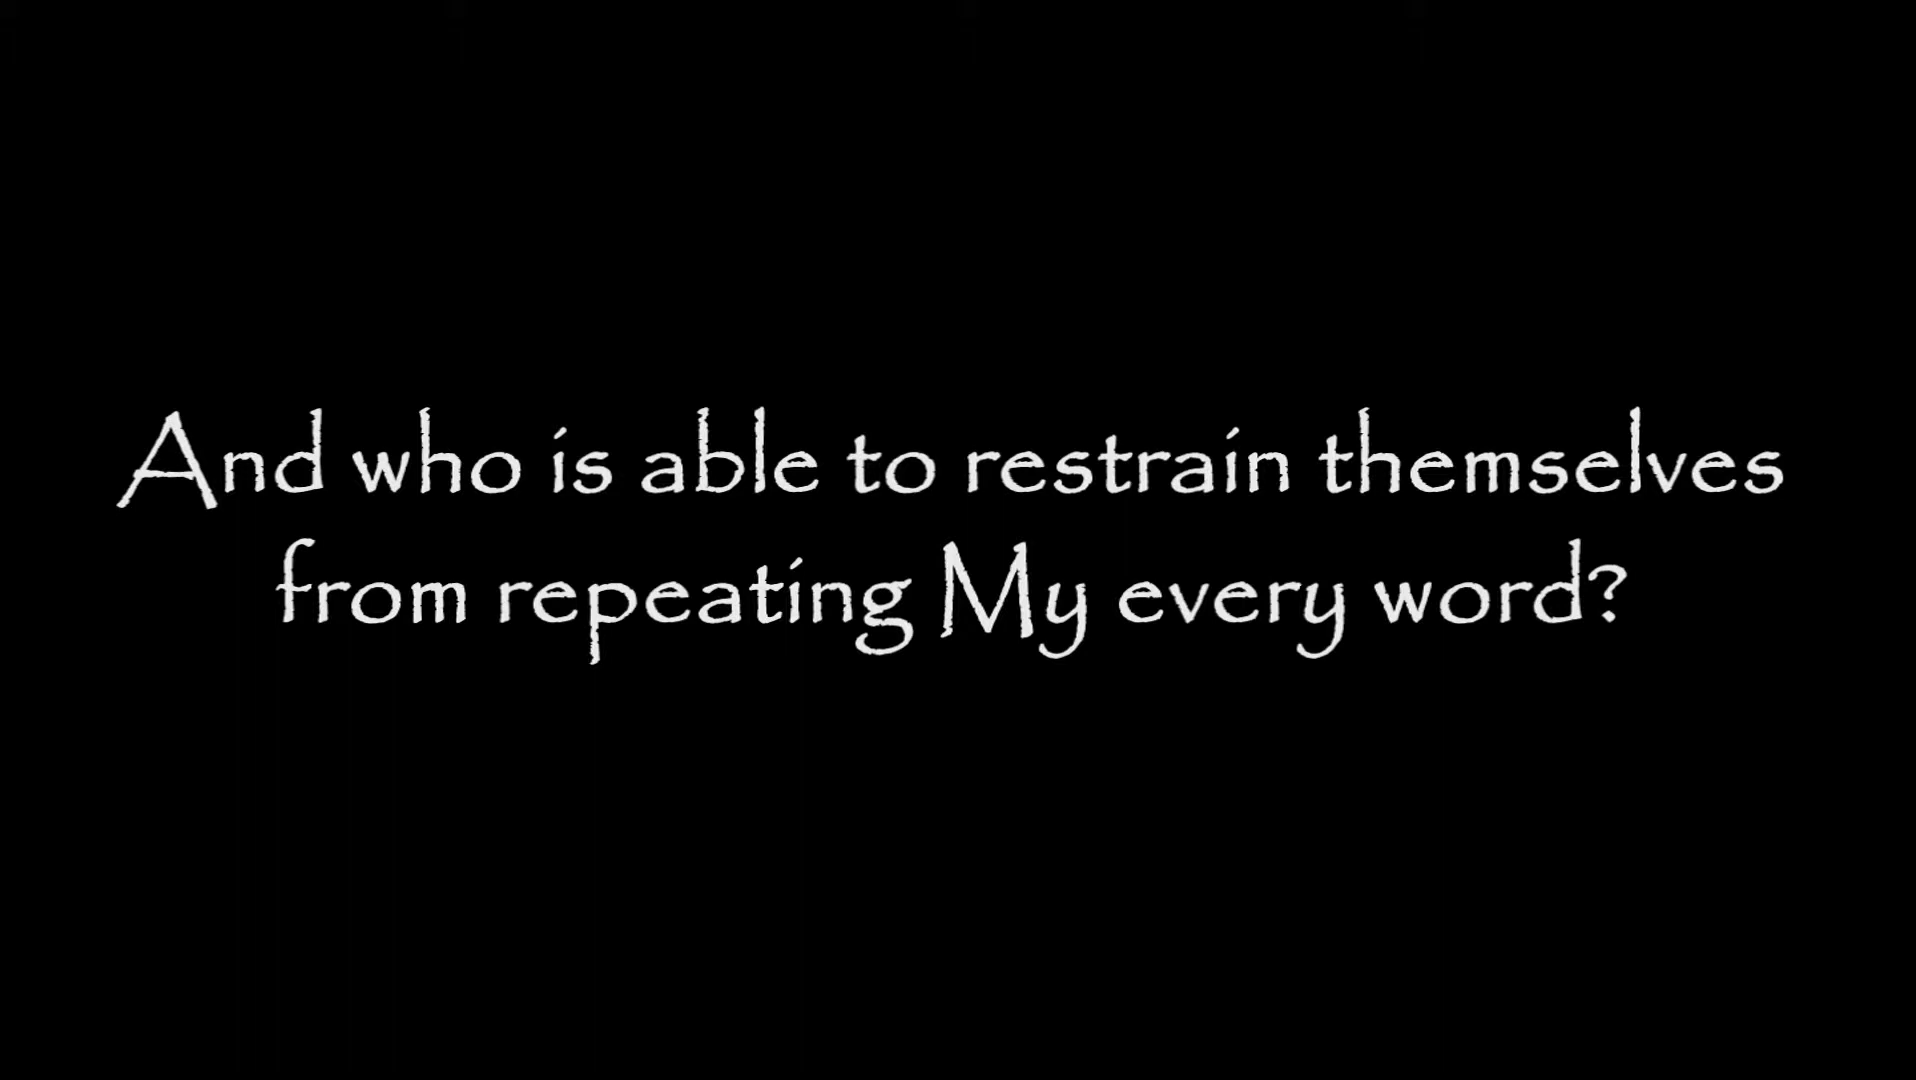 And who is able to restrain themselves
from repeating My every word?